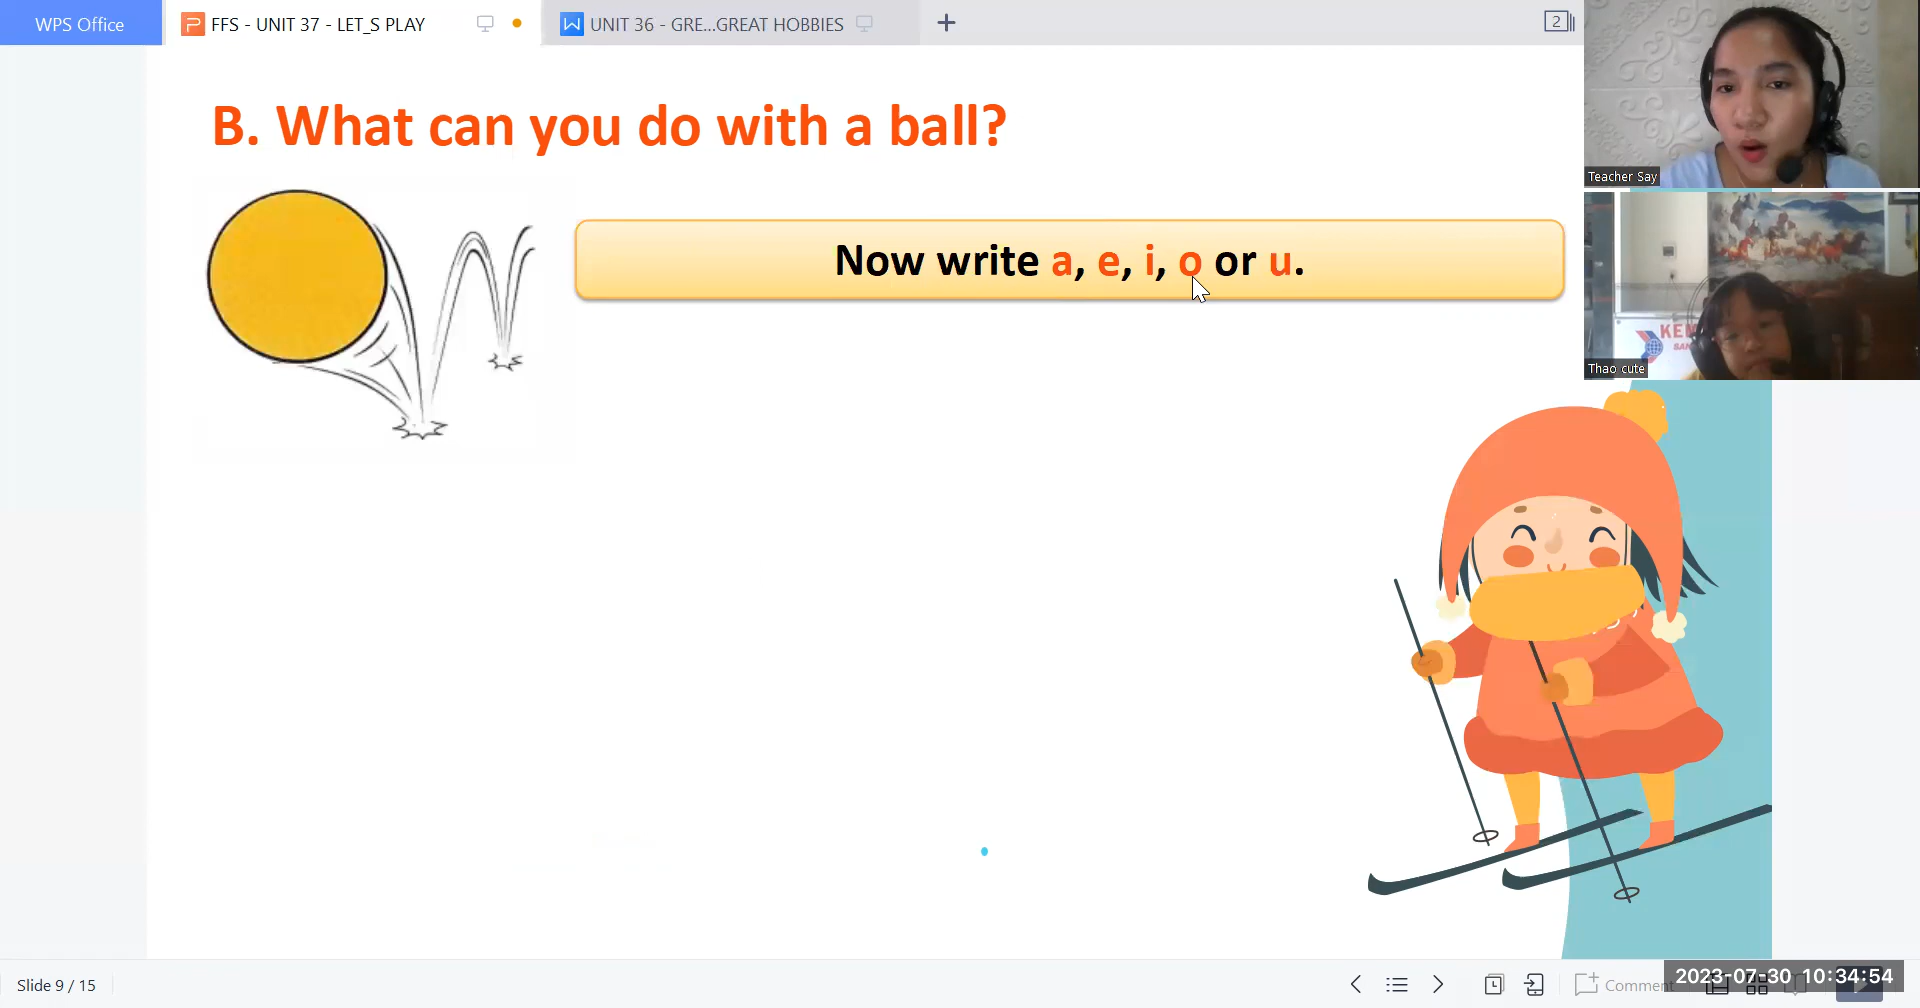 WPS Office
FFS - UNIT 37 - LET_S PLAY
UNIT 36 - GRE...GREAT HOBBIES
2
B. What can you do with a ball?
Now write a, e, i, o or u.
Teacher Say
Thao cute
Slide 9 / 15
Comment
2023-07-30 10:34:54